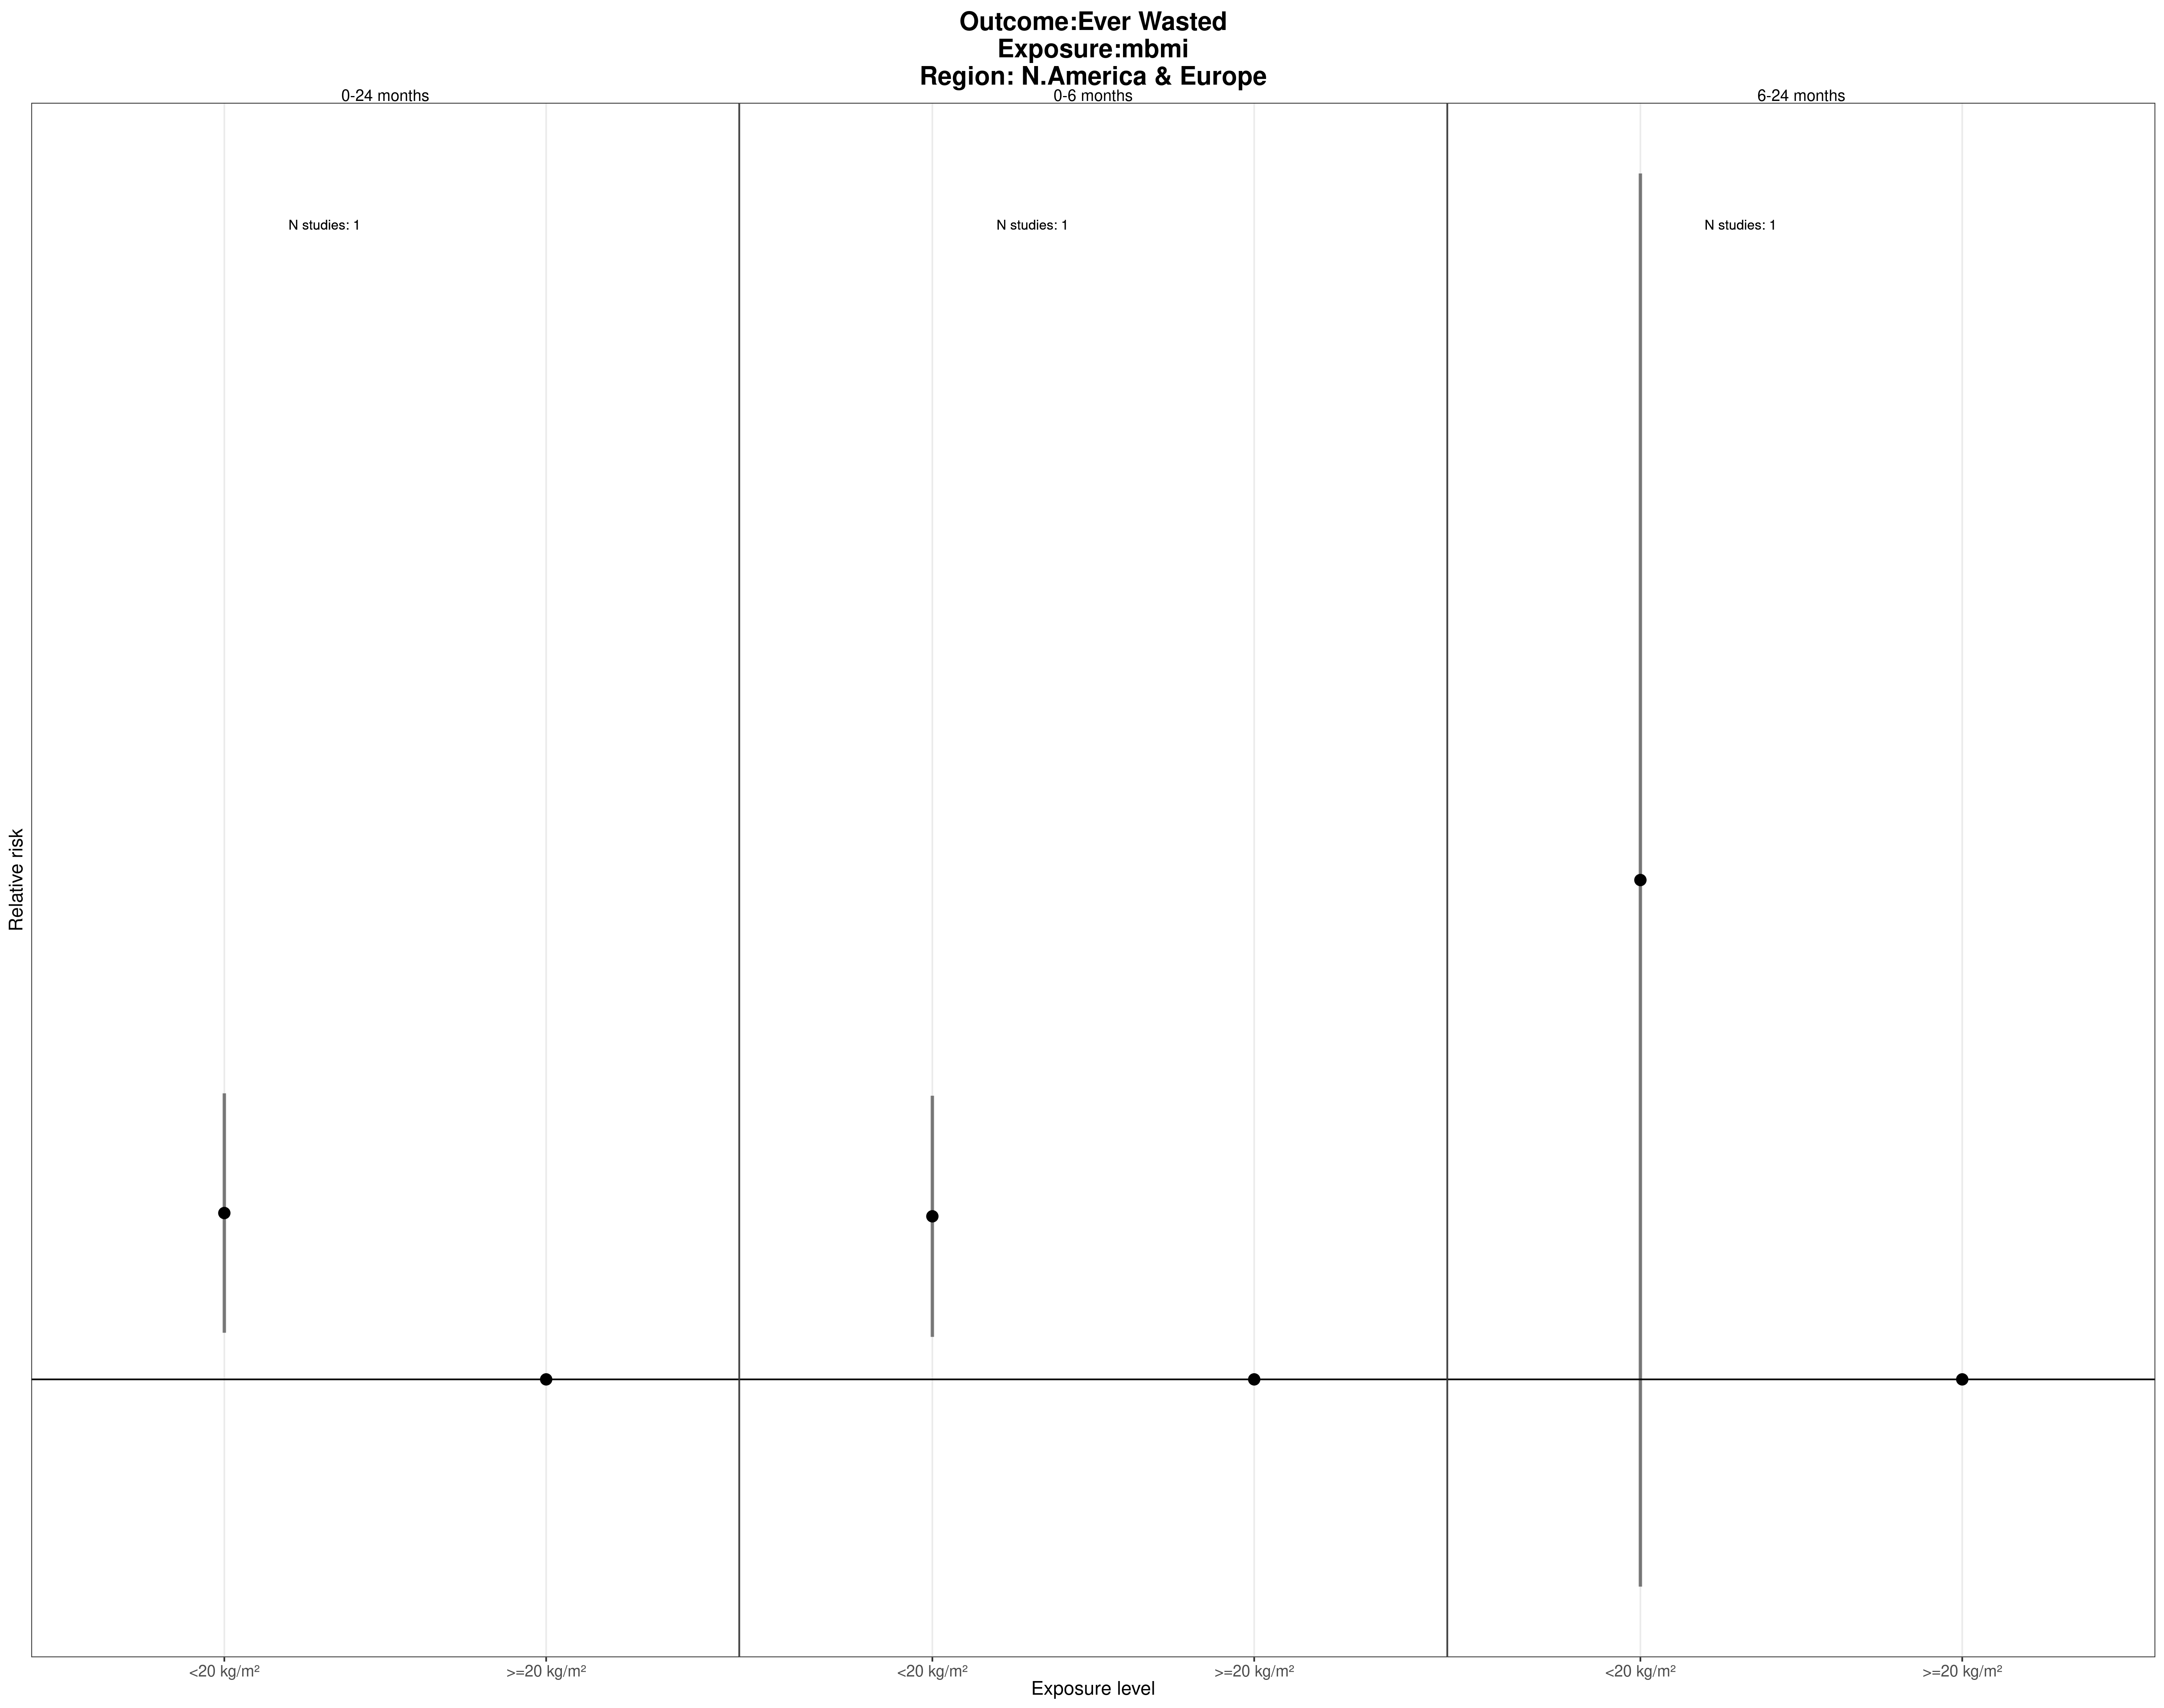 Outcome:Ever Wasted
Exposure:mbmi
Region: N.America & Europe
0-24 months
0-6 months
6-24 months
N studies: 1
N studies: 1
N studies: 1
Relative risk
<20 kg/m²
>=20 kg/m²
<20 kg/m²
>=20 kg/m²
<20 kg/m²
>=20 kg/m²
Exposure level